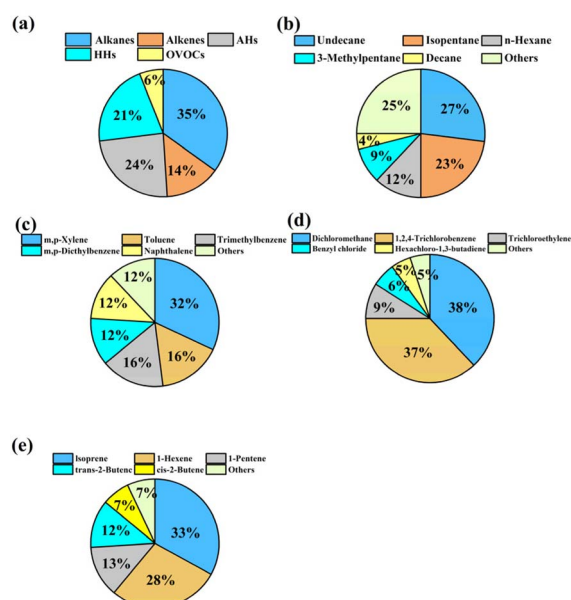 (a)
Alkanes Alkenes AHs
HHs OVOCs
6%
35%
21%
24%
14%
(b)
Undecane Isopentane n-Hexane
3-Methylpentane Decane Others
25%
27%
4%
9%
12%
23%
(c)
m,p-Xylene Toluene Trimethylbenzene
m,p-Diethylbenzene Naphthalene Others
12%
32%
12%
12%
16%
16%
(d)
Dichloromethane 1,2,4-Trichlorobenzene Trichloroethylene
Benzyl chloride Hexachloro-1,3-butadiene Others
5%
5%
6%
38%
9%
37%
(e)
Isoprene 1-Hexene 1-Pentene
trans-2-Butene cis-2-Butene Others
7%
7%
33%
12%
13%
28%